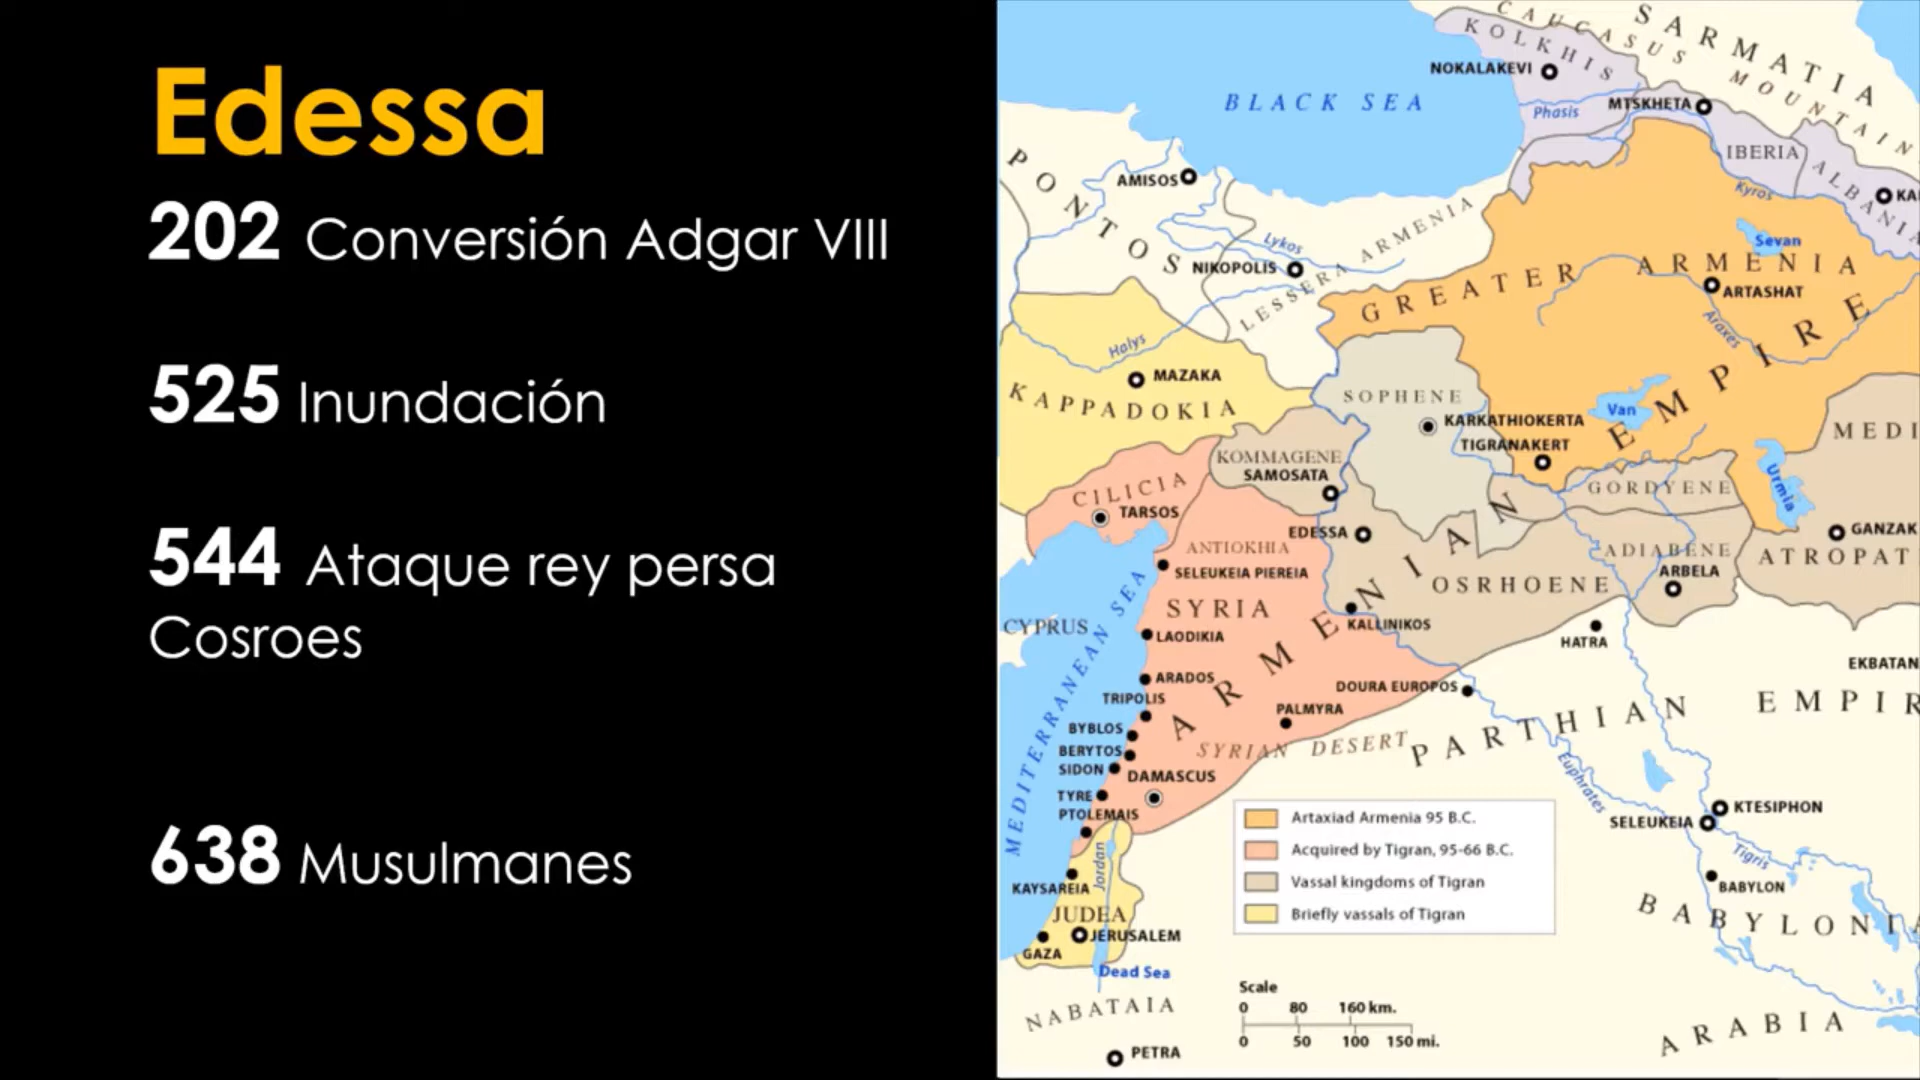 Edessa
202 Conversión Adgar VIII
525 Inundación
544 Ataque rey persa
Cosroes
638 Musulmanes
CAUCASUS MOUNTAIN
SARMATIA
KOLKHIS
NOKALAKEVI
BLACK SEA
Phasis
MTSKHETA
IBERIA
ALBANIA
Kyros
KA
PONTOS
AMISOS
Lykos
NIKOPOLIS
LESSERA ARMENIA
Sevan
GREATER ARMENIA
ARTASHAT
Araxes
Halys
MAZAKA
KAPPADOKIA
SOPHENE
KARKATHIOKERTA
TIGRANAKERT
Van
MEDI
ARMENIAN EMPIRE
KOMMAGENE
SAMOSATA
CILICIA
TARSOS
GORDYENE
Urmia
EDESSA
GANZAK
ANTIOKHIA
SELEUKEIA PIEREIA
ADIABENE
ATROPAT
ARBELA
OSRHOENE
SYRIA
CYPRUS
MEDITERRANEAN SEA
LAODIKIA
KALLINIKOS
HATRA
EKBATAN
ARADOS
TRIPOLIS
DOURA EUROPOS
PALMYRA
BYBLOS
BERYTOS
SYRIAN DESERT
PARTHIAN EMPIR
SIDON
DAMASCUS
Euphrates
TYRE
PTOLEMAIS
KTESIPHON
SELEUKEIA
Tigris
Jordan
KAYSAREIA
BABYLON
BABYLONIA
JUDEA
JERUSALEM
GAZA
Dead Sea
NABATAIA
PETRA
ARABIA
Artaxiad Armenia 95 B.C.
Acquired by Tigran, 95-66 B.C.
Vassal kingdoms of Tigran
Briefly vassals of Tigran
Scale
0 80 160 km.
0 50 100 150 mi.